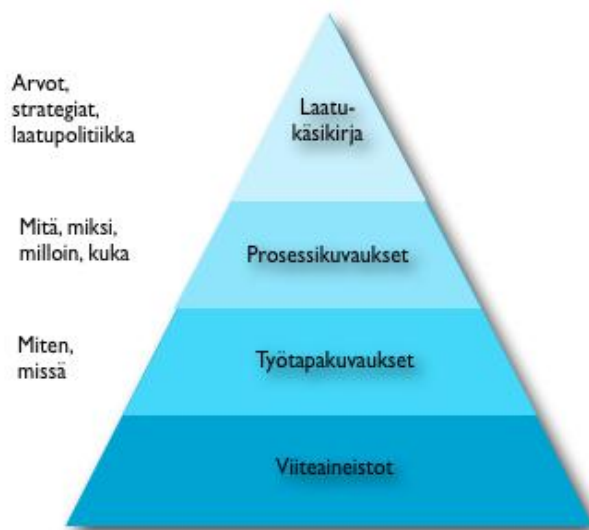 Arvot,
strategiat,
laatupolitiikka
Laatu-
käsikirja
Mitä, miksi,
milloin, kuka
Prosessikuvaukset
Miten,
missä
Työtapakuvaukset
Viiteaineistot